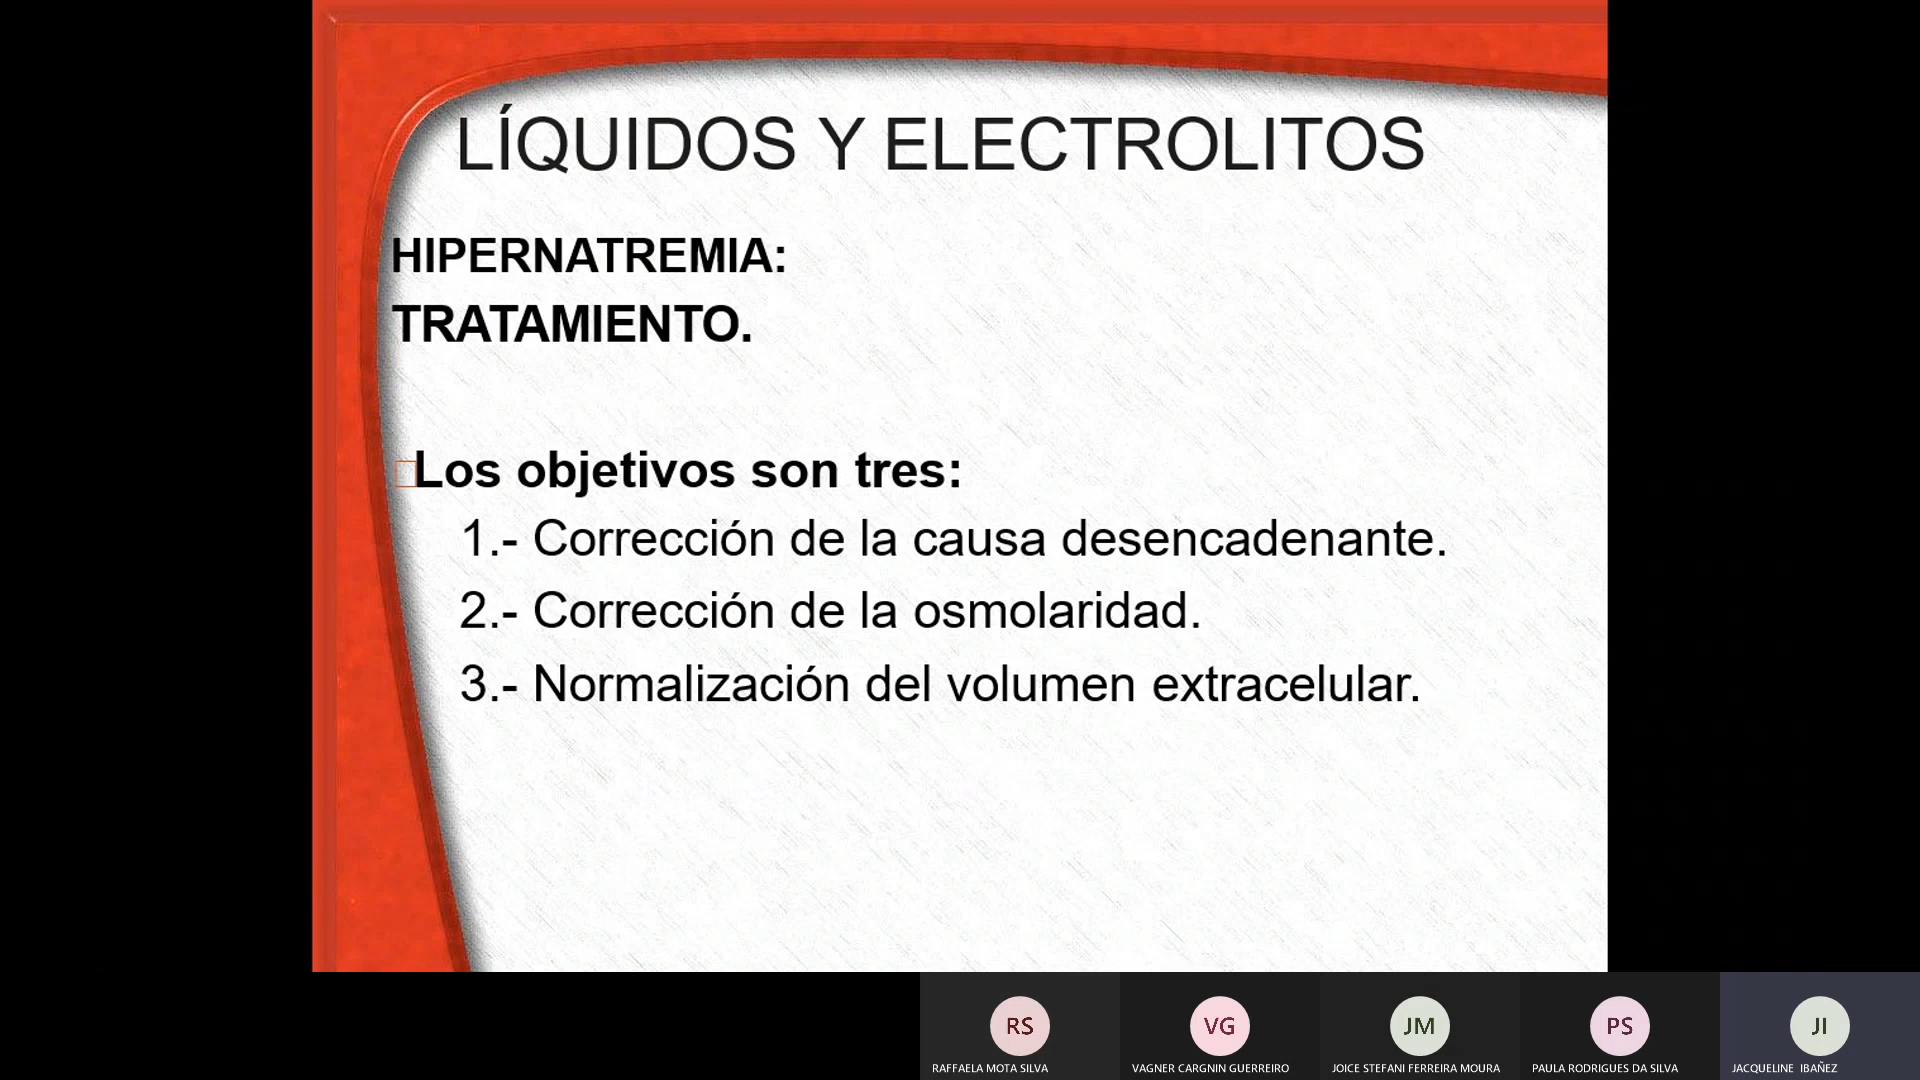 LÍQUIDOS Y ELECTROLITOS
HIPERNATREMIA:
TRATAMIENTO.
Los objetivos son tres:
1.- Corrección de la causa desencadenante.
2.- Corrección de la osmolaridad.
3.- Normalización del volumen extracelular.
RS
VG
JM
PS
JI
RAFFAELA MOTA SILVA
VAGNER CARGNIN GUERREIRO
JOICE STEFANI FERREIRA MOURA
PAULA RODRIGUES DA SILVA
JACQUELINE IBAÑEZ